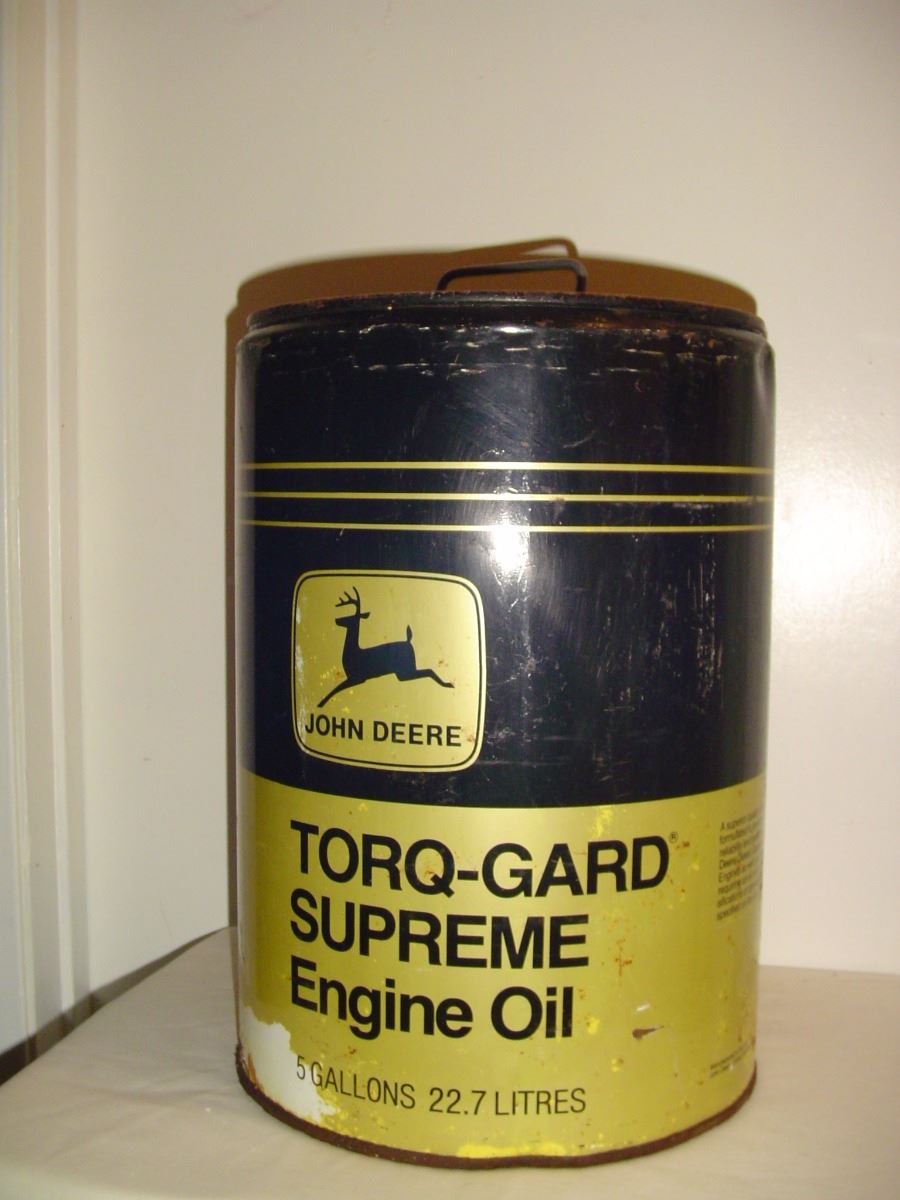 JOHN DEERE
TORQ-GARD®
SUPREME
Engine Oil
5 GALLONS 22.7 LITRES